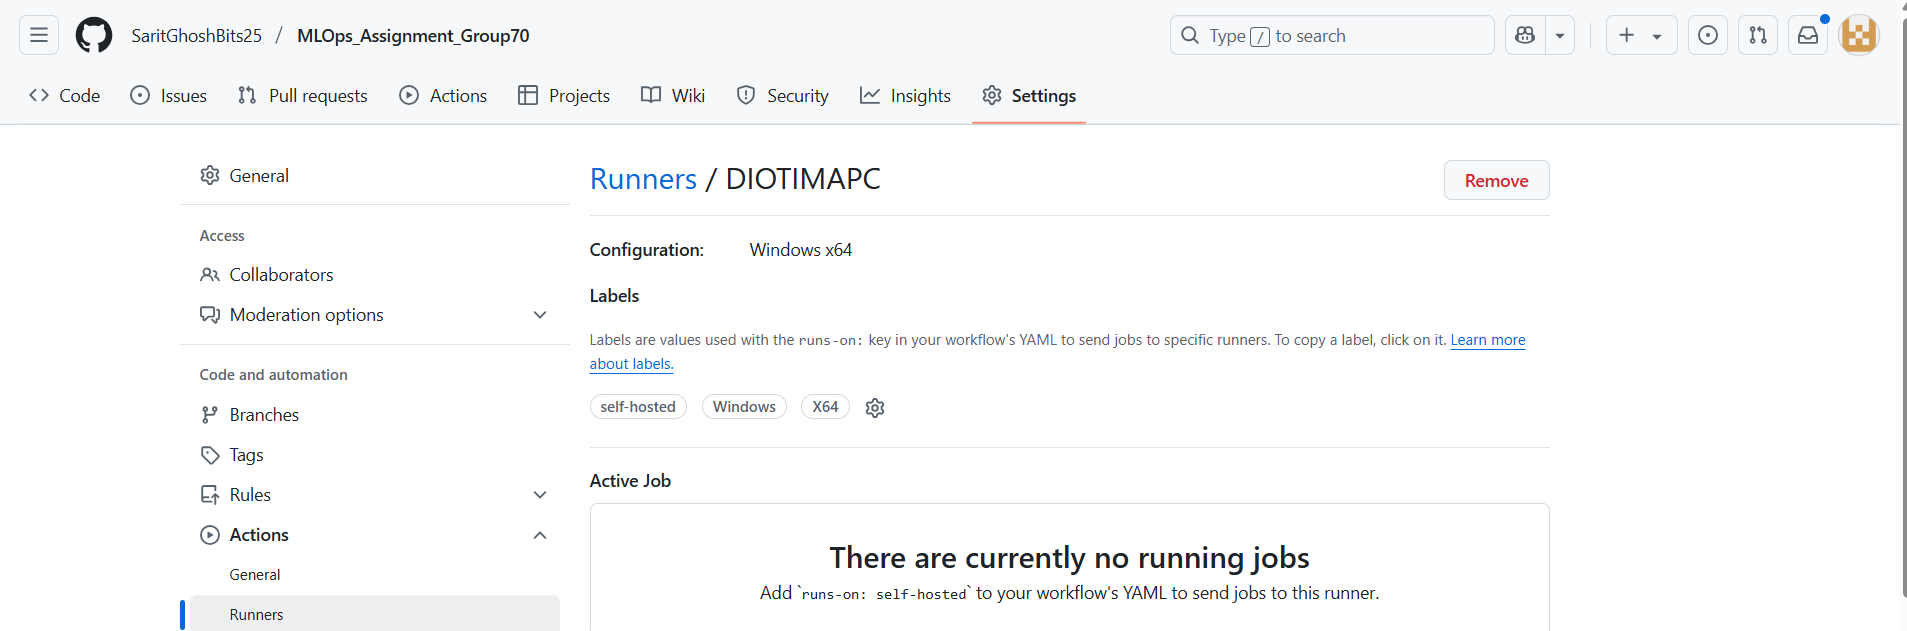 SaritGhoshBits25 / MLOps_Assignment_Group70
Type / to search
Code Issues Pull requests Actions Projects Wiki Security Insights Settings
General
Access
Collaborators
Moderation options
Code and automation
Branches
Tags
Rules
Actions
General
Runners
Runners / DIOTIMAPC
Remove
Configuration: Windows x64
Labels
Labels are values used with the runs-on: key in your workflow's YAML to send jobs to specific runners. To copy a label, click on it. Learn more
about labels.
self-hosted Windows X64
Active Job
There are currently no running jobs
Add `runs-on: self-hosted` to your workflow's YAML to send jobs to this runner.